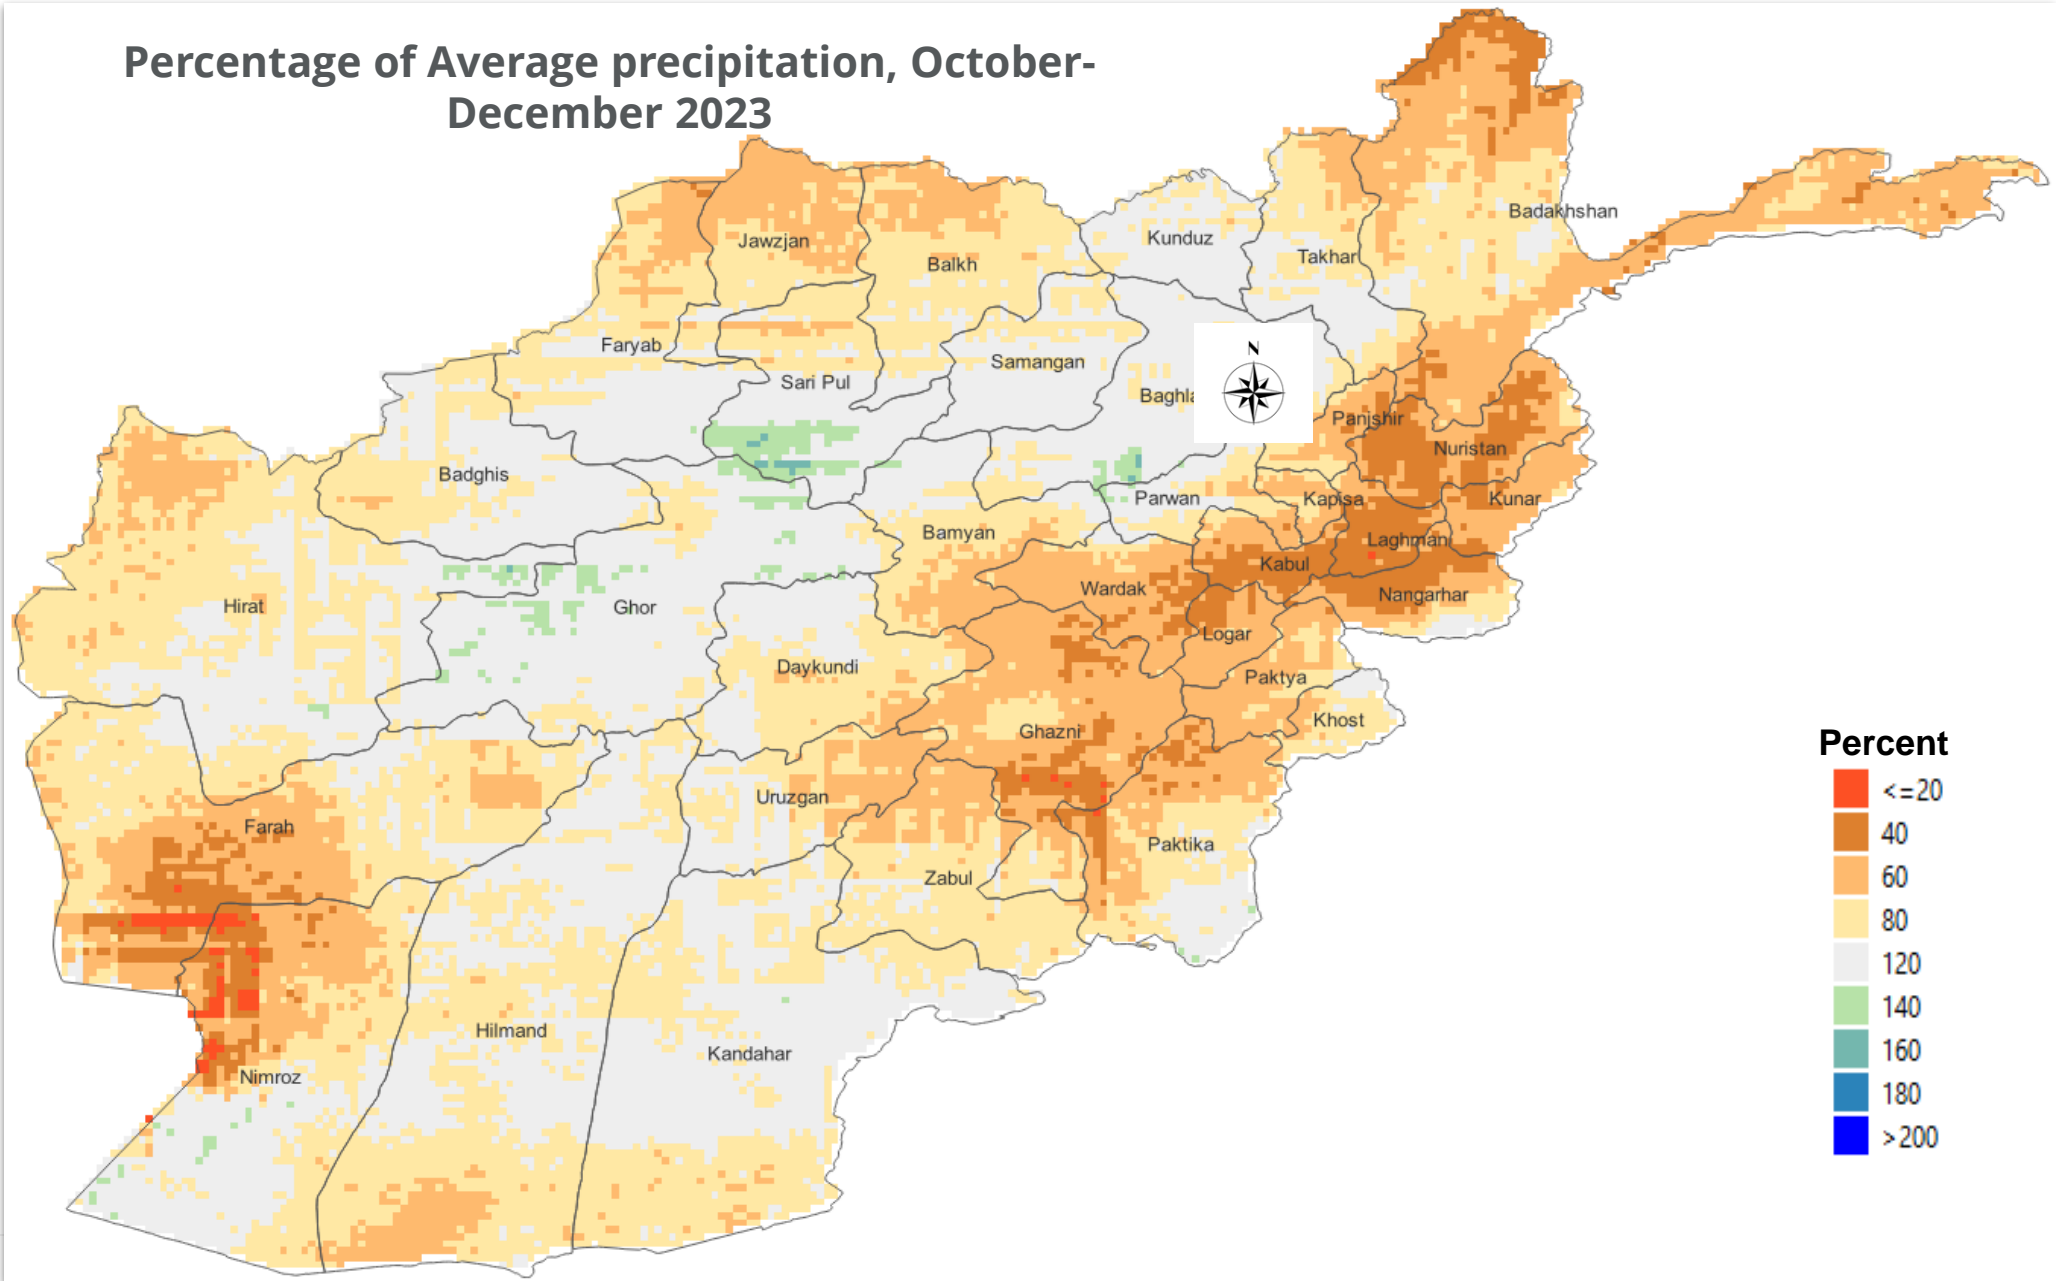 Percentage of Average precipitation, October-
December 2023
Badakhshan
Kunduz
Jawzjan
Takhar
Balkh
N
Faryab
Samangan
Sari Pul
Baghla
Panjshir
Nuristan
Badghis
Parwan
Kapisa
Kunar
Bamyan
Laghman
Kabul
Wardak
Nangarhar
Hirat
Ghor
Logar
Daykundi
Paktya
Khost
Ghazni
Uruzgan
Farah
Paktika
Zabul
Hilmand
Kandahar
Nimroz
Percent
<=20
40
60
80
120
140
160
180
>200